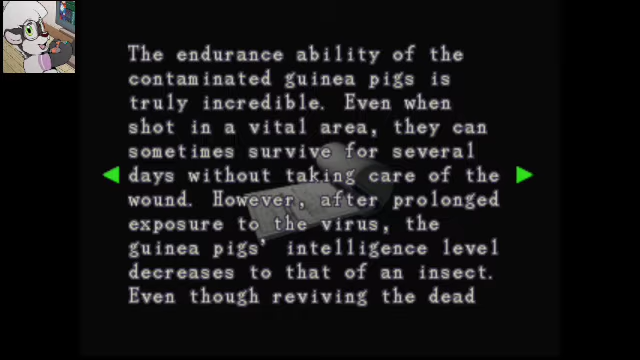 The endurance ability of the
contaminated guinea pigs is
truly incredible. Even when
shot in a vital area, they can
sometimes survive for several
days without taking care of the
wound. However, after prolonged
exposure to the virus, the
guinea pigs' intelligence level
decreases to that of an insect.
Even though reviving the dead